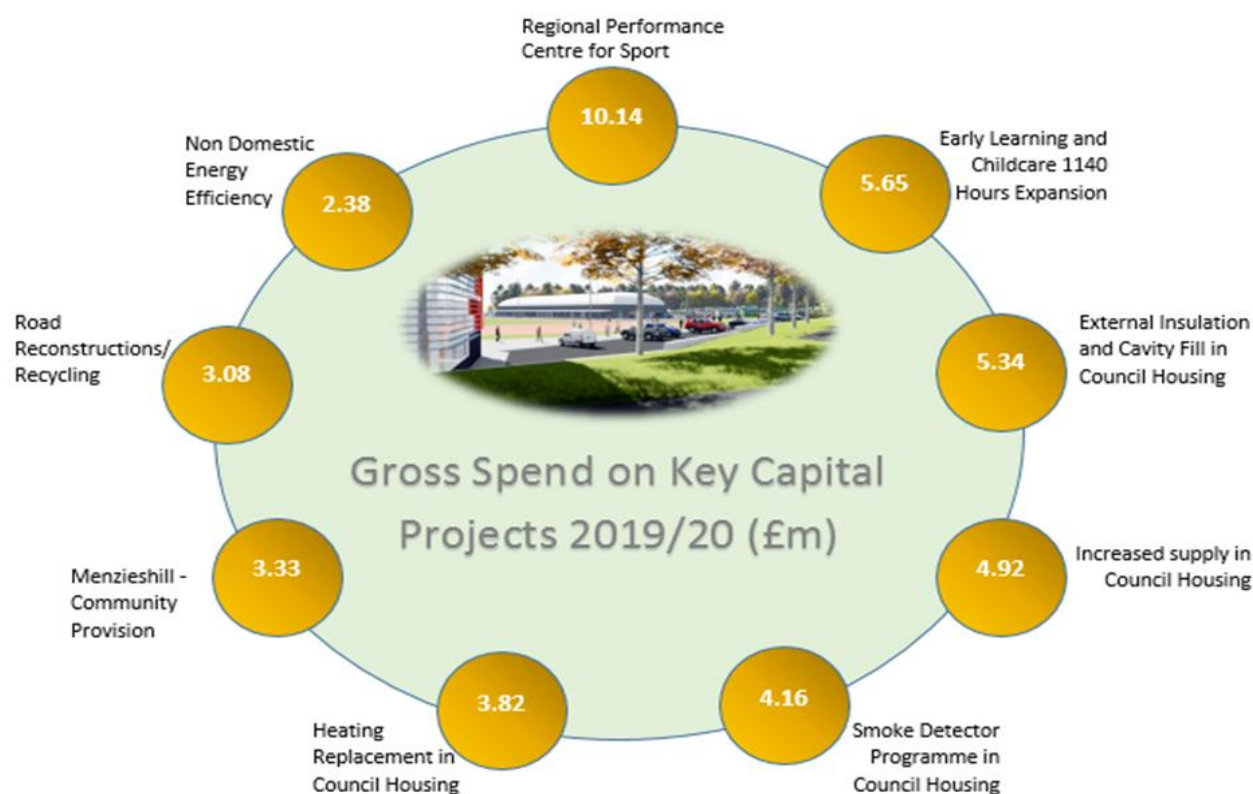 Regional Performance
Centre for Sport
10.14
Early Learning and
Childcare 1140
Hours Expansion
5.65
External Insulation
and Cavity Fill in
Council Housing
5.34
Increased supply in
Council Housing
4.92
Smoke Detector
Programme in
Council Housing
4.16
Heating
Replacement in
Council Housing
3.82
Menzieshill -
Community
Provision
3.33
Road
Reconstructions/
Recycling
3.08
Non Domestic
Energy
Efficiency
2.38
Gross Spend on Key Capital
Projects 2019/20 (£m)